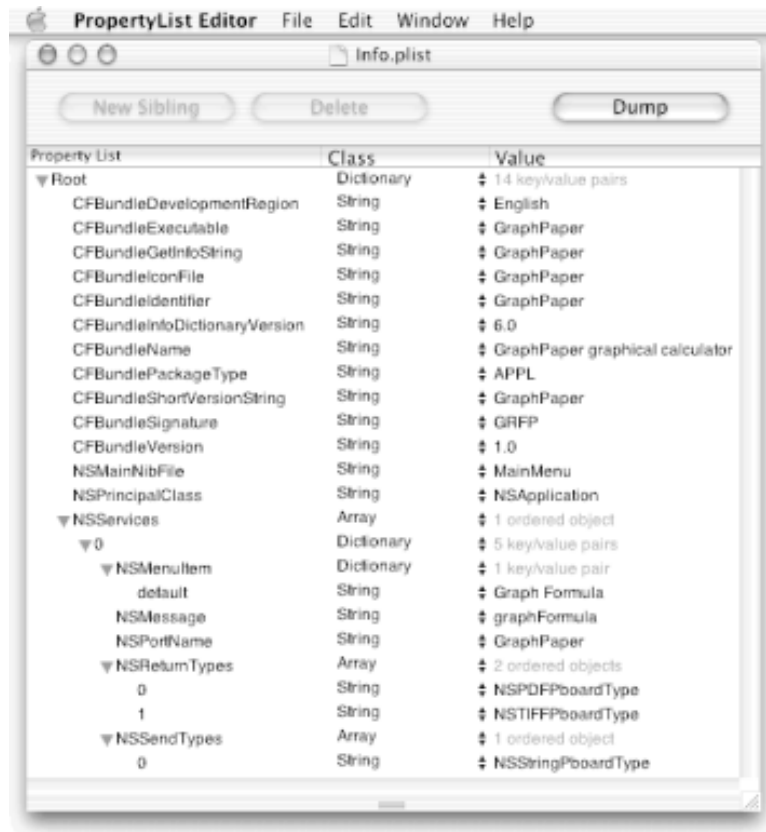 PropertyList Editor File Edit Window Help
Info.plist
New Sibling Delete Dump
Property List Class Value
Root Dictionary 14 key/value pairs
CFBundleDevelopmentRegion String English
CFBundleExecutable String GraphPaper
CFBundleGetInfoString String GraphPaper
CFBundleIconFile String GraphPaper
CFBundleIdentifier String GraphPaper
CFBundleInfoDictionaryVersion String 6.0
CFBundleName String GraphPaper graphical calculator
CFBundlePackageType String APPL
CFBundleShortVersionString String GraphPaper
CFBundleSignature String GRFP
CFBundleVersion String 1.0
NSMainNibFile String MainMenu
NSPrincipalClass String NSApplication
NSServices Array 1 ordered object
0 Dictionary 5 key/value pairs
NSMenuItem Dictionary 1 key/value pair
default String Graph Formula
NSMessage String graphFormula
NSPortName String GraphPaper
NSReturnTypes Array 2 ordered objects
0 String NSPDFPboardType
1 String NSTIFFPboardType
NSSendTypes Array 1 ordered object
0 String NSStringPboardType